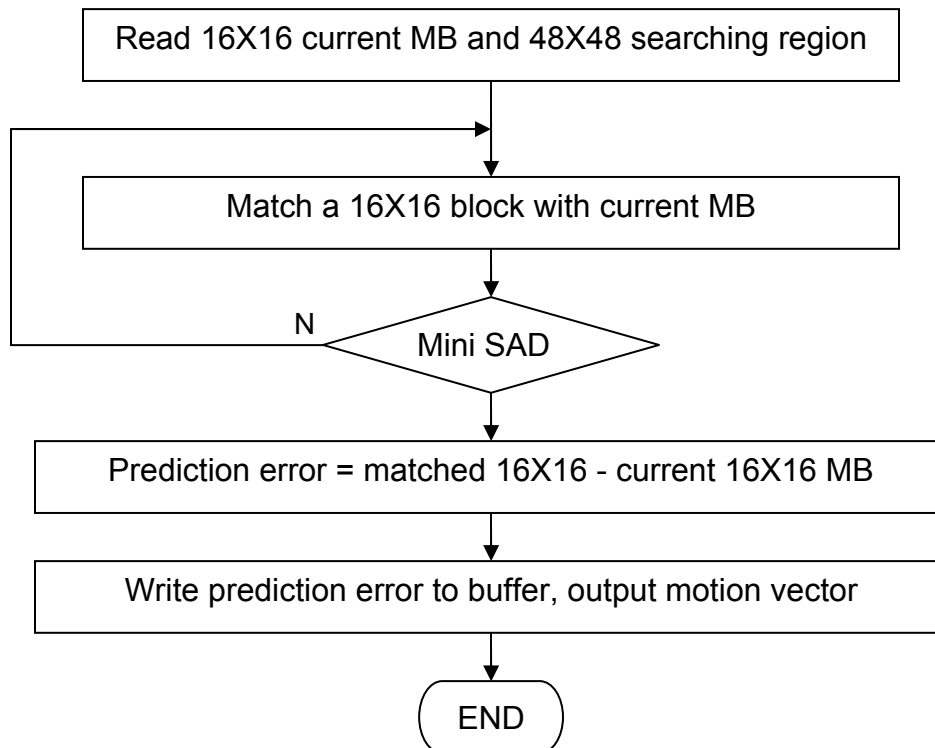 Read 16X16 current MB and 48X48 searching region
Match a 16X16 block with current MB
N
Mini SAD
Prediction error = matched 16X16 - current 16X16 MB
Write prediction error to buffer, output motion vector
END